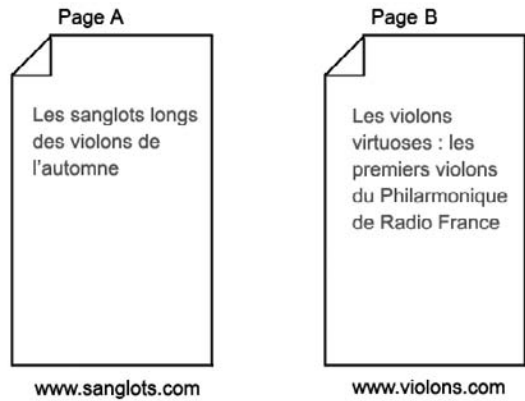 Page A
Les sanglots longs
des violons de
l'automne
www.sanglots.com
Page B
Les violons
virtuoses : les
premiers violons
du Philarmonique
de Radio France
www.violons.com